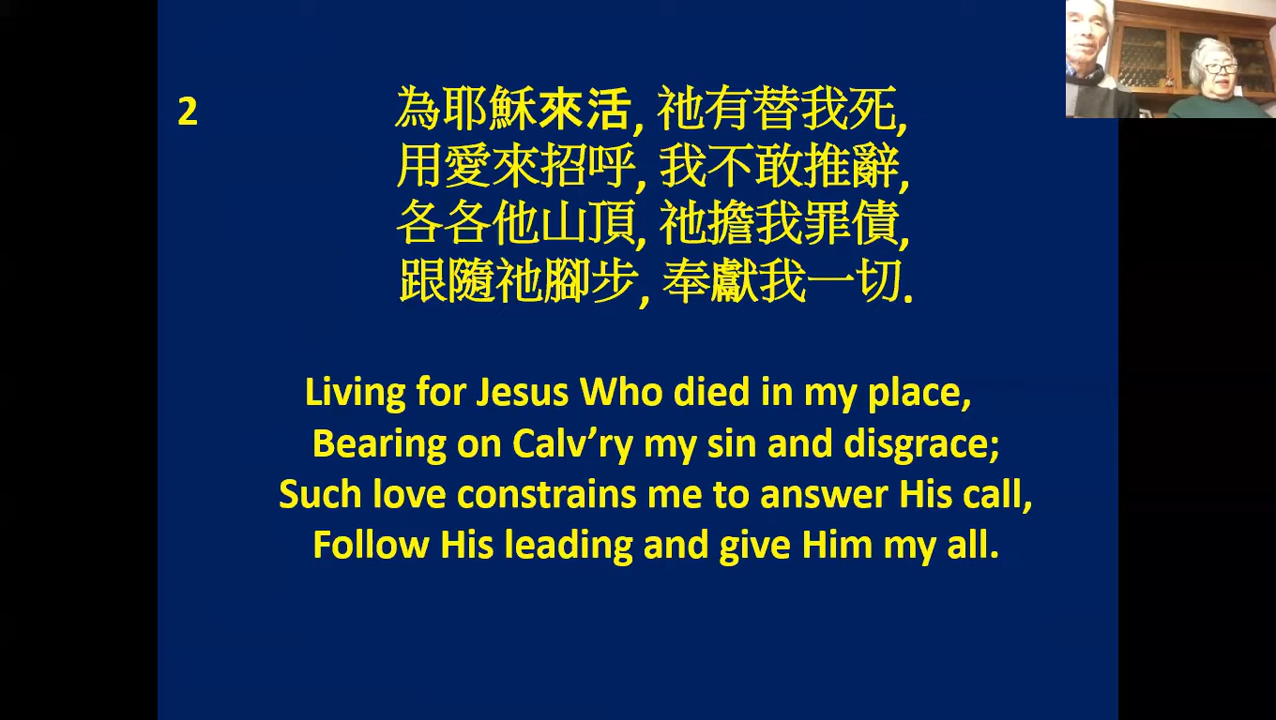 2
為耶穌來活, 祂有替我死,
用愛來招呼, 我不敢推辭,
各各他山頂, 祂擔我罪債,
跟隨祂腳步, 奉獻我一切.
Living for Jesus Who died in my place,
Bearing on Calv’ry my sin and disgrace;
Such love constrains me to answer His call,
Follow His leading and give Him my all.